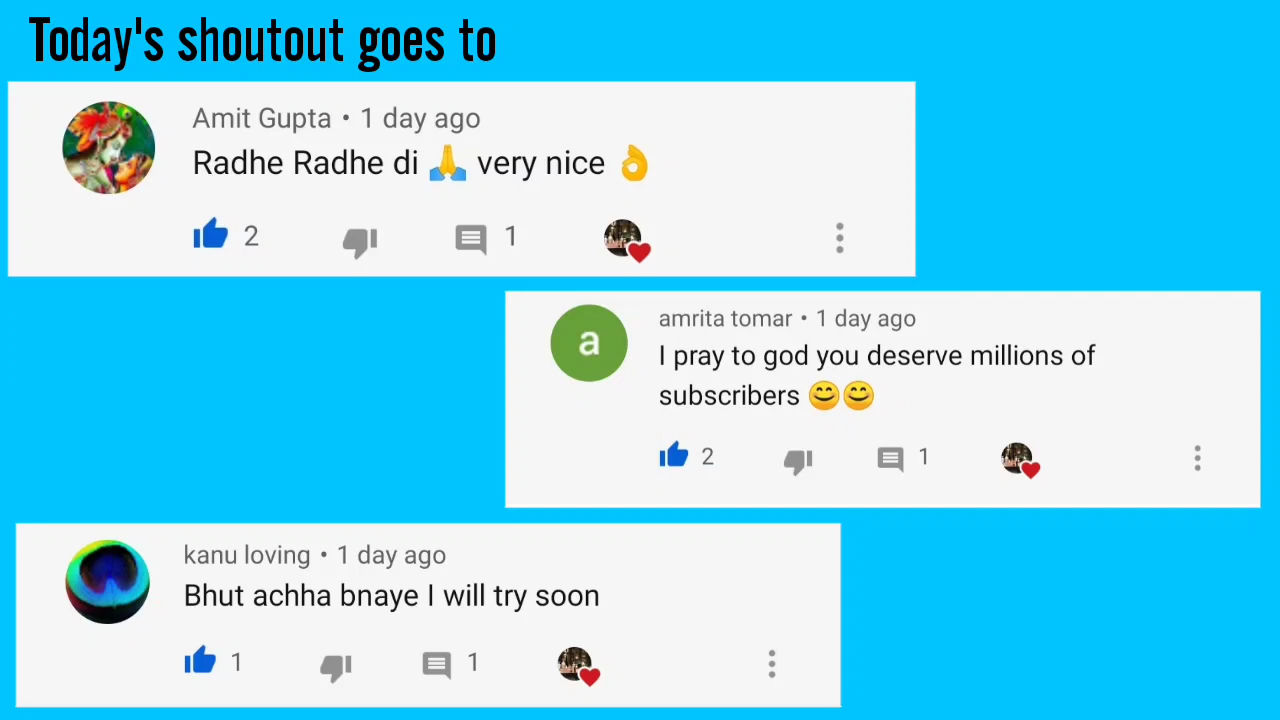 Today's shoutout goes to
Amit Gupta • 1 day ago
Radhe Radhe di 🙏 very nice 👌
2 1
amrita tomar • 1 day ago
a
I pray to god you deserve millions of
subscribers 😊😊
2 1
kanu loving • 1 day ago
Bhut achha bnaye I will try soon
1 1